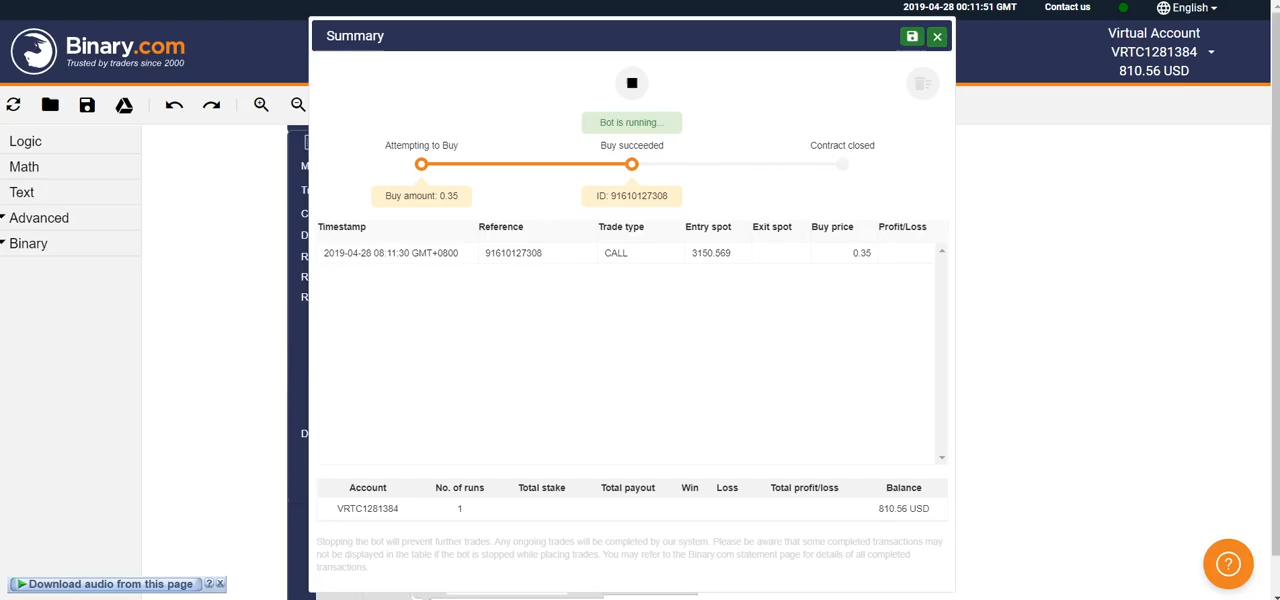 2019-04-28 00:11:51 GMT
Contact us
English
Binary.com
Trusted by traders since 2000
Summary
Virtual Account
VRTC1281384
810.56 USD
Logic
Math
Text
Advanced
Binary
Bot is running...
Attempting to Buy Buy succeeded Contract closed
Buy amount: 0.35 ID: 91610127308
Timestamp Reference Trade type Entry spot Exit spot Buy price Profit/Loss
2019-04-28 08:11:30 GMT+0800 91610127308 CALL 3150.569 0.35
Account No. of runs Total stake Total payout Win Loss Total profit/loss Balance
VRTC1281384 1 810.56 USD
Stopping the bot will prevent further trades. Any ongoing trades will be completed by our system. Please be aware that some completed transactions may
not be displayed in the table if the bot is stopped while placing trades. You may refer to the Binary.com statement page for details of all completed
transactions.
Download audio from this page ? X
?